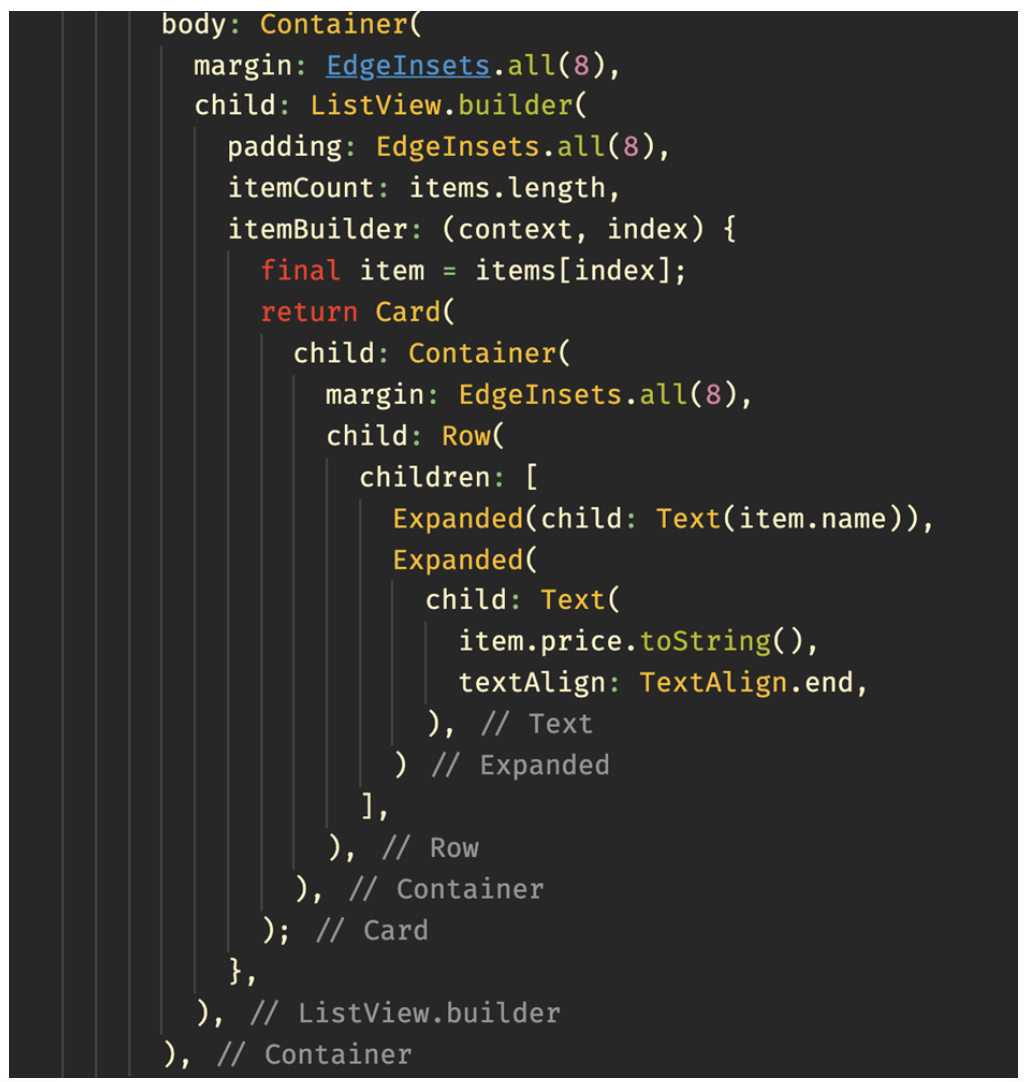 body: Container(
margin: EdgeInsets.all(8),
child: ListView.builder(
padding: EdgeInsets.all(8),
itemCount: items.length,
itemBuilder: (context, index) {
final item = items[index];
return Card(
child: Container(
margin: EdgeInsets.all(8),
child: Row(
children: [
Expanded(child: Text(item.name)),
Expanded(
child: Text(
item.price.toString(),
textAlign: TextAlign.end,
), // Text
) // Expanded
],
), // Row
), // Container
); // Card
},
), // ListView.builder
), // Container